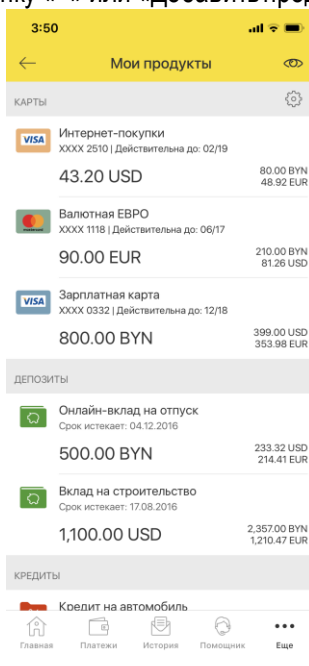 или
3:50
Мои продукты
КАРТЫ
VISA
Интернет-покупки
XXXX 2510 | Действительна до: 02/19
43.20 USD
80.00 BYN
48.92 EUR
Валютная ЕВРО
XXXX 1118 | Действительна до: 06/17
90.00 EUR
210.00 BYN
81.26 USD
VISA
Зарплатная карта
XXXX 0332 | Действительна до: 12/18
800.00 BYN
399.00 USD
353.98 EUR
ДЕПОЗИТЫ
Онлайн-вклад на отпуск
Срок истекает: 04.12.2016
500.00 BYN
233.32 USD
214.41 EUR
Вклад на строительство
Срок истекает: 17.08.2016
1,100.00 USD
2,357.00 BYN
1,210.47 EUR
КРЕДИТЫ
Кредит на автомобиль
Главная Платежи История Помощник Еще